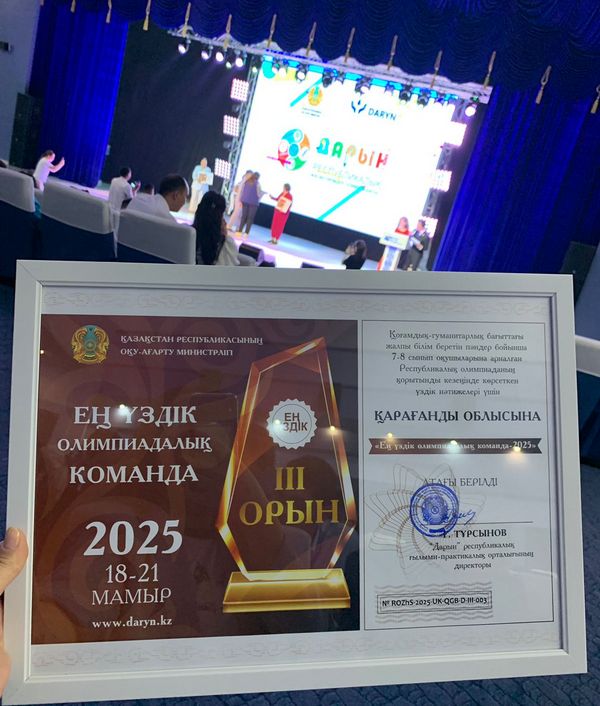 DARYN
ДАРЫН
РЕСПУБЛИКАЛЫҚ
ҚАЗАҚСТАН РЕСПУБЛИКАСЫНЫҢ
ОҚУ-АҒАРТУ МИНИСТРЛІГІ
ЕҢ ҮЗДІК
ОЛИМПИАДАЛЫҚ
КОМАНДА
2025
18-21
МАМЫР
www.daryn.kz
ЕҢ
ҮЗДІК
III
ОРЫН
Қоғамдық-гуманитарлық бағыттағы
жалпы білім беретін пәндер бойынша
7-8 сынып оқушыларына арналған
Республикалық олимпиаданың
қорытынды кезеңінде көрсеткен
үздік нәтижелері үшін
ҚАРАҒАНДЫ ОБЛЫСЫНА
«Ең үздік олимпиадалық команда-2025»
АТАҒЫ БЕРІЛДІ
ТҰРСЫНОВ
"Дарын" республикалық
ғылыми-практикалық орталығының
директоры
№ ROZhS-2025-UK-QGB-D-III-003